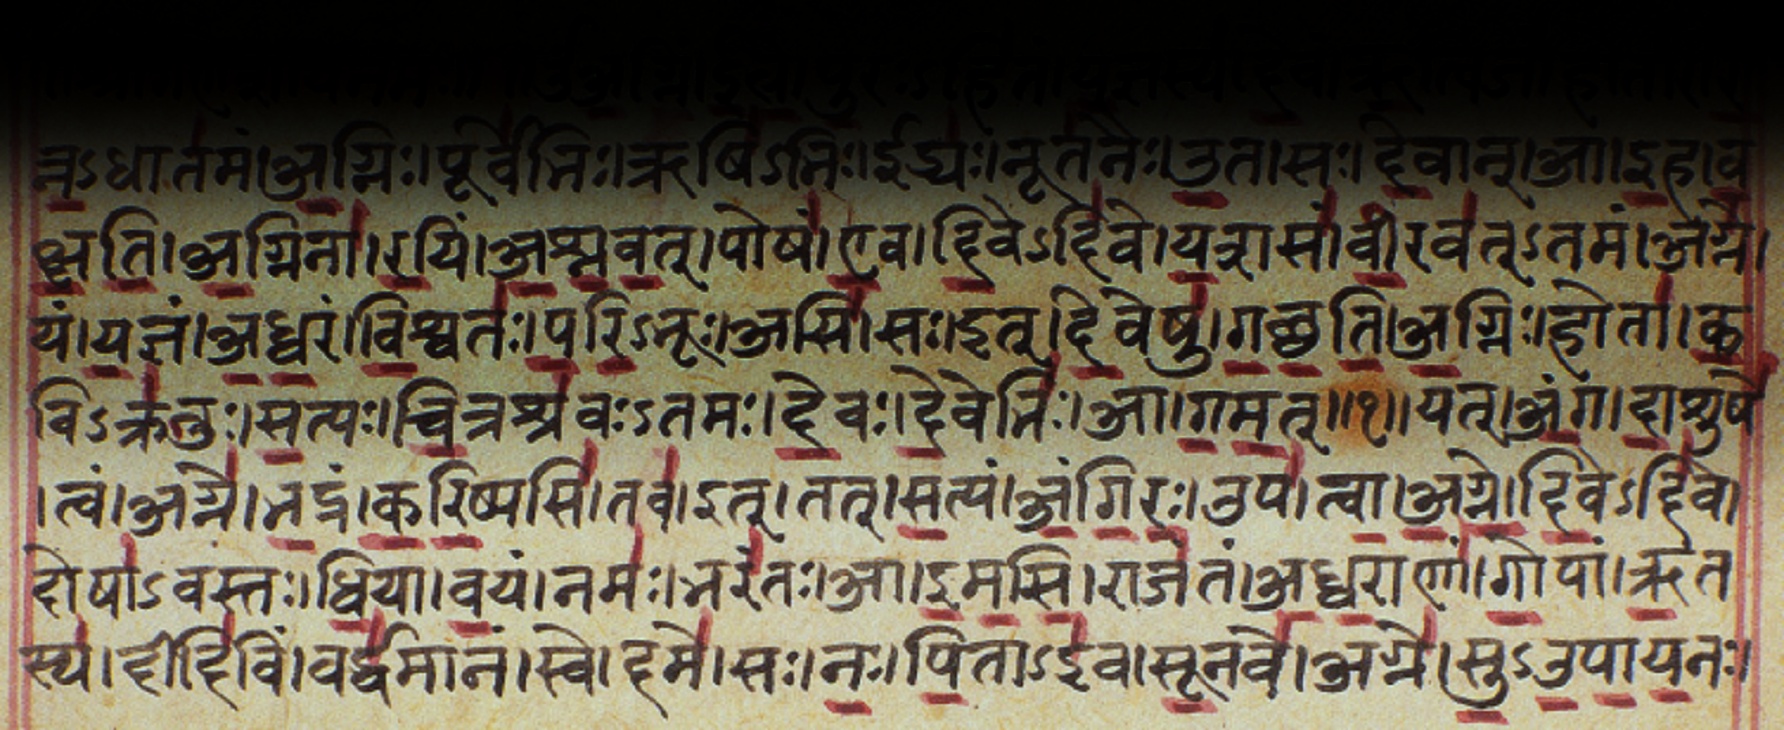 त्नऽधातमं।अग्निः।पूर्वेभिः।ऋषिऽभिः।ईड्यः।नूतनैः।उत।सः।देवान्।आ।इह।व
क्षति।अग्निना।रयिं।अश्नवत्।पोषं।एव।दिवेऽदिवे।यशसं।वीरवत्ऽतमं।अग्ने।
यं।यज्ञं।अध्वरं।विश्वतः।परिऽभूः।असि।सः।इत्।देवेषु।गछति।अग्निः।होता।क
विऽक्रतुः।सत्यः।चित्रश्रवःऽतमः।देवः।देवेभिः।आ।गमत्॥१॥यत्।अंग।दाशुषे
।त्वं।अग्ने।भद्रं।करिष्यसि।तव।इत्।तत्।सत्यं।अंगिरः।उप।त्वा।अग्ने।दिवेऽदिवे।
दोषाऽवस्तः।धिया।वयं।नमः।भरंतः।आ।इमसि।राजंतं।अध्वराणां।गोपां।ऋत
स्य।दीदिविं।वर्द्धमानं।स्वे।दमे।सः।नः।पिताऽइव।सूनवे।अग्ने।सुऽउपायनः।